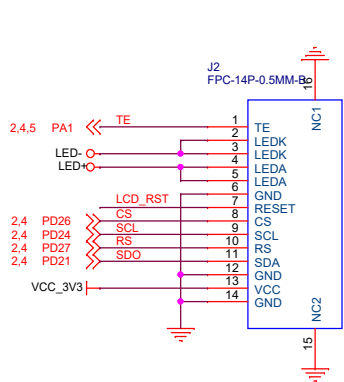 J2
FPC-14P-0.5MM-B
16
NC1
2,4,5 PA1 TE 1 TE
2 LEDK
LED- 3 LEDK
LED+ 4 LEDA
5 LEDA
6 GND
LCD_RST 7 RESET
2,4 PD26 CS 8 CS
2,4 PD24 SCL 9 SCL
2,4 PD27 RS 10 RS
2,4 PD21 SDO 11 SDA
12 GND
VCC_3V3 13 VCC
14 GND
NC2
15